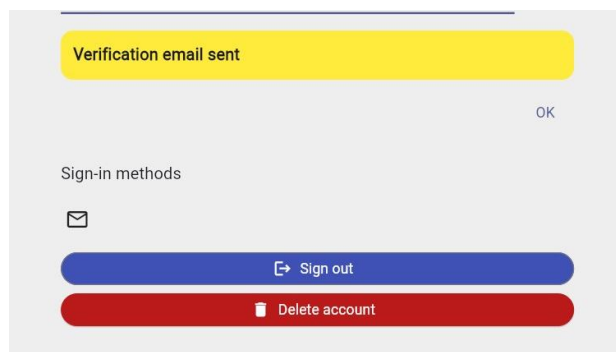 Verification email sent
OK
Sign-in methods
Sign out
Delete account